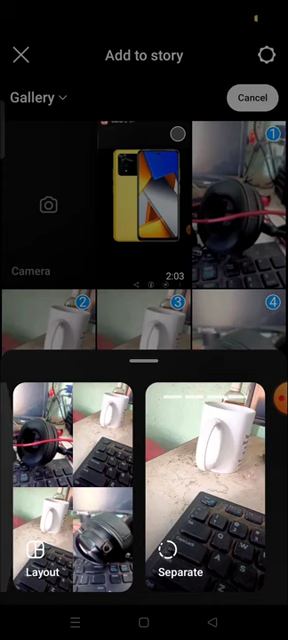 Add to story
Gallery
Cancel
1
Camera
2:03
2
3
4
Layout
Separate